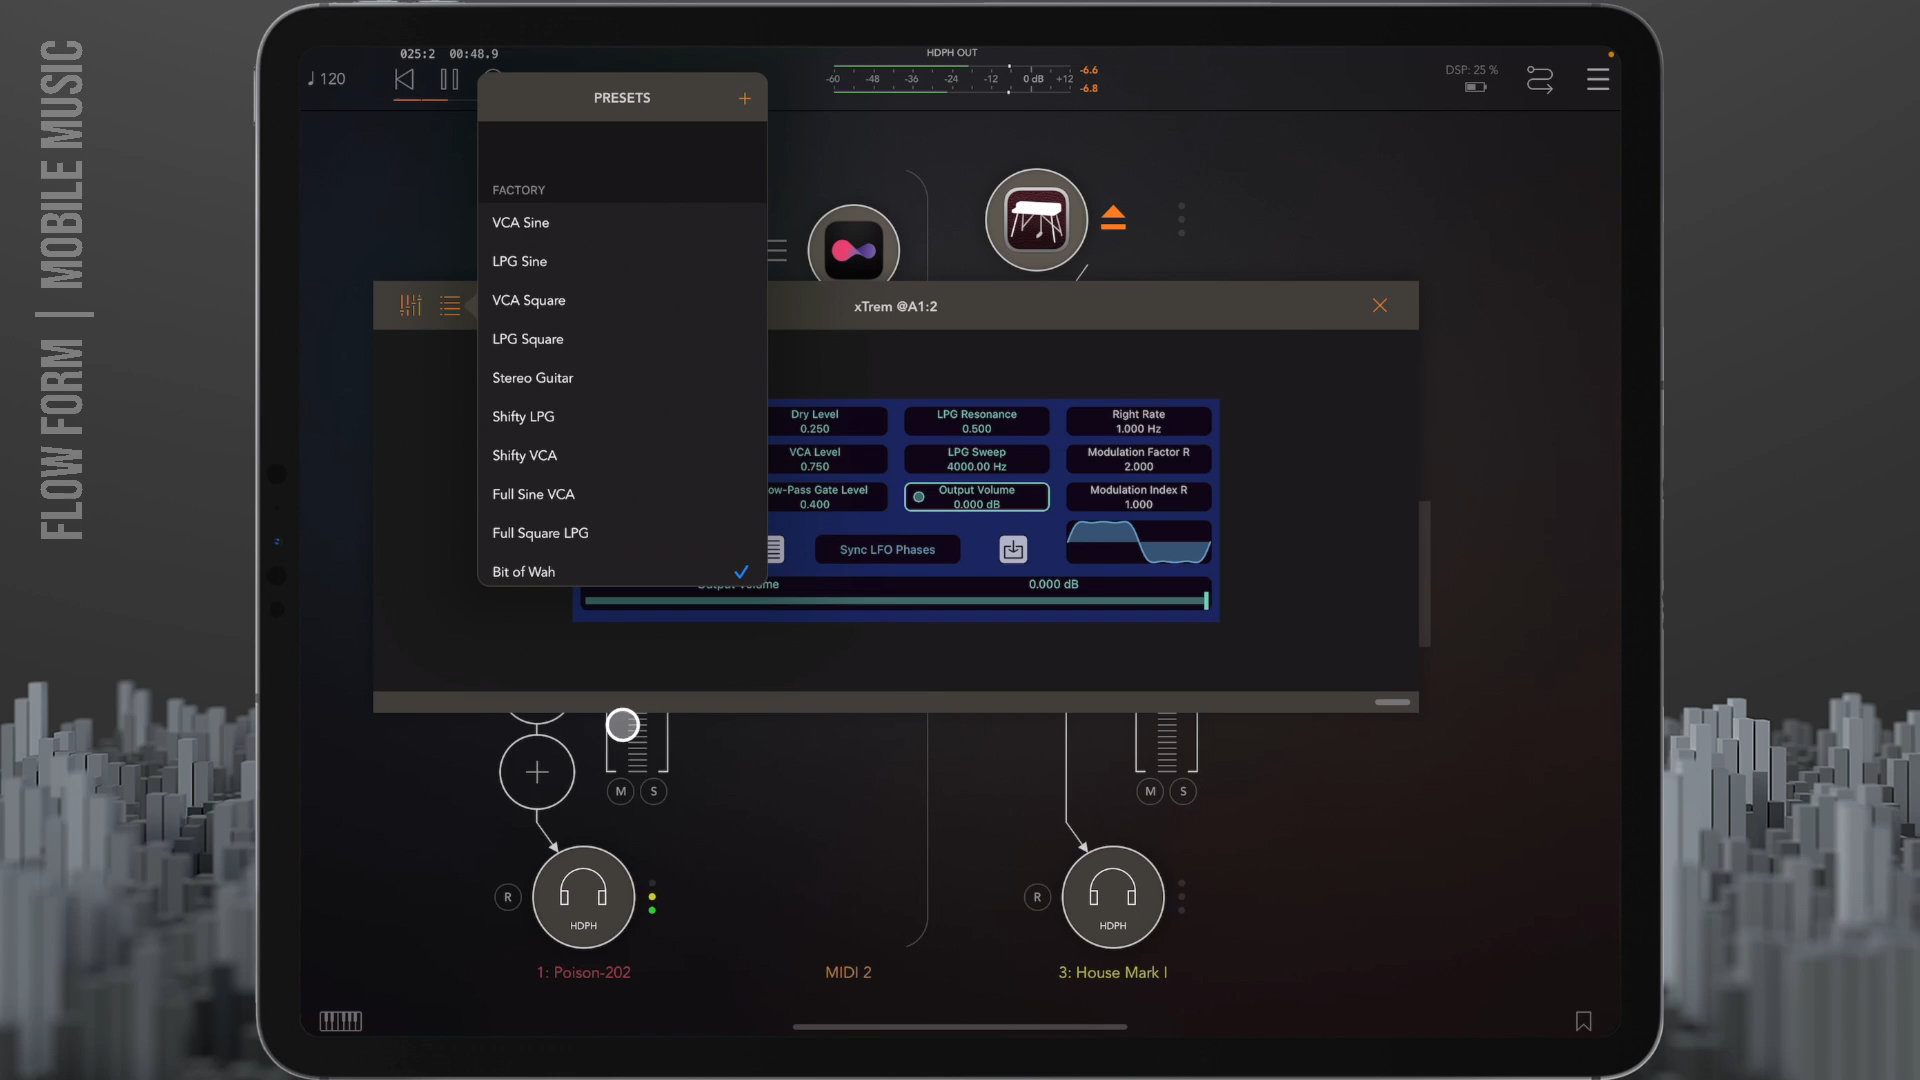 FLOW FORM | MOBILE MUSIC
120
025:2 00:48.9
HDPH OUT
-60 -48 -36 -24 -12 0 dB +12
-6.6
-6.8
DSP: 25 %
PRESETS
FACTORY
VCA Sine
LPG Sine
VCA Square
LPG Square
Stereo Guitar
Shifty LPG
Shifty VCA
Full Sine VCA
Full Square LPG
Bit of Wah
xTrem @A1:2
Dry Level
0.250
LPG Resonance
0.500
Right Rate
1.000 Hz
VCA Level
0.750
LPG Sweep
4000.00 Hz
Modulation Factor R
2.000
ow-Pass Gate Level
0.400
Output Volume
0.000 dB
Modulation Index R
1.000
Sync LFO Phases
Output Volume 0.000 dB
M S
M S
R
HDPH
R
HDPH
1: Poison-202
MIDI 2
3: House Mark I